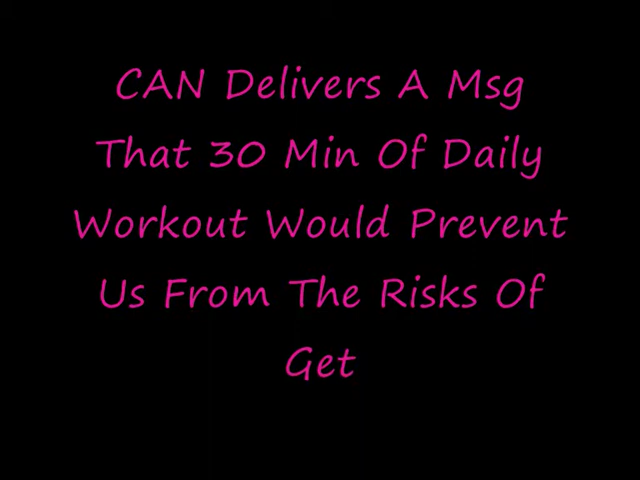 CAN Delivers A Msg
That 30 Min Of Daily
Workout Would Prevent
Us From The Risks Of
Get